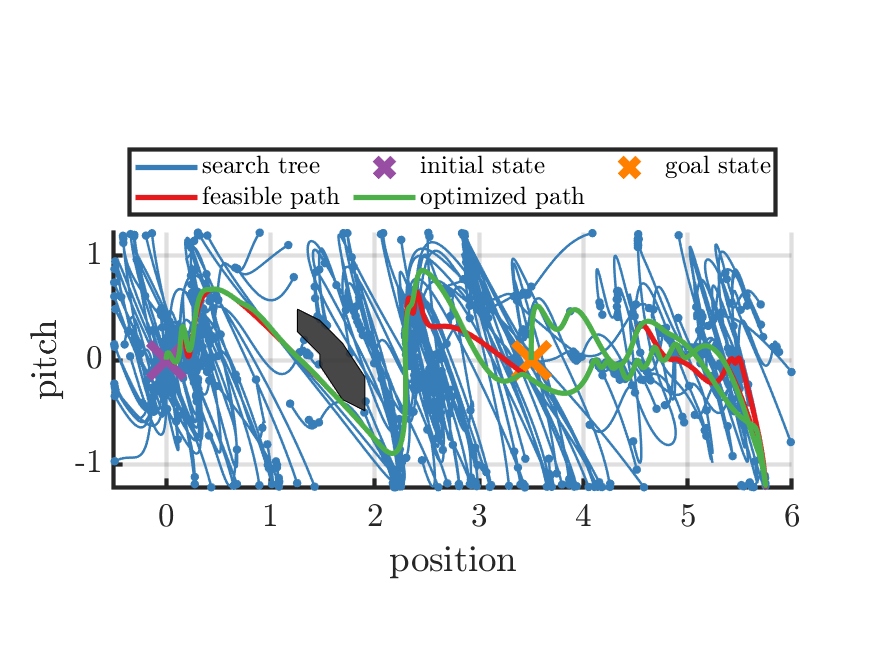 search tree
initial state
goal state
feasible path
optimized path
1
0
-1
pitch
0 1 2 3 4 5 6
position